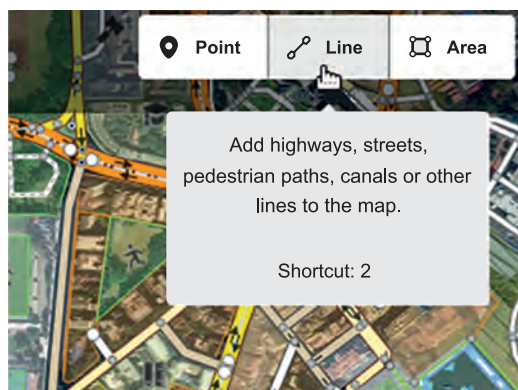 Point
Line
Area
Add highways, streets,
pedestrian paths, canals or other
lines to the map.
Shortcut: 2